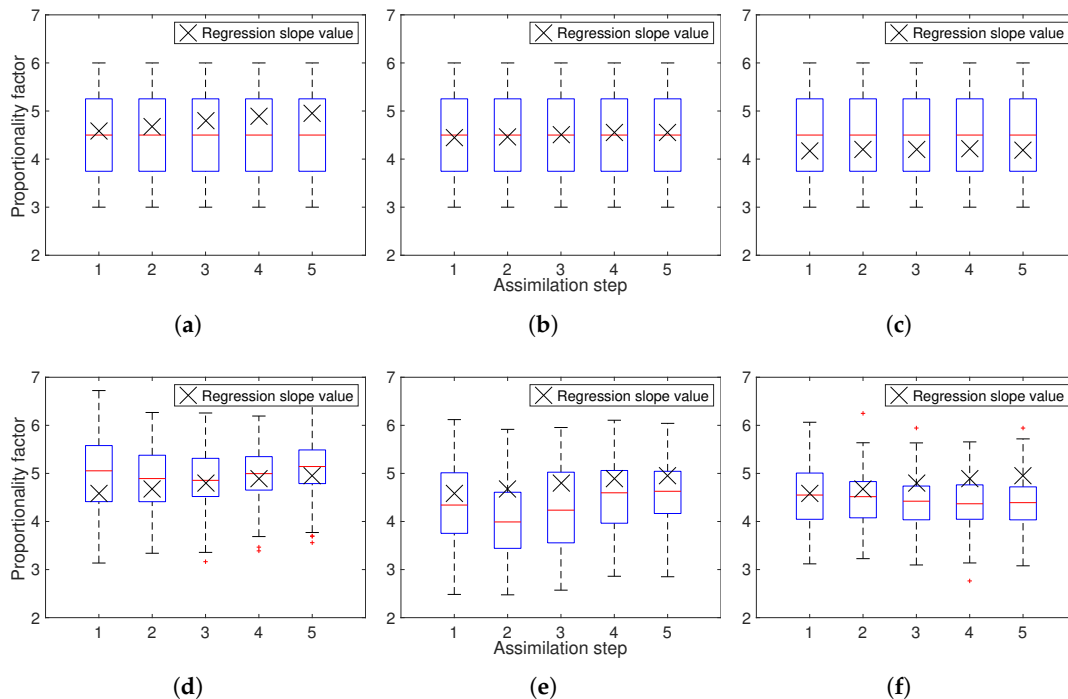 Regression slope value
Proportionality factor
7
6
5
4
3
2
1 2 3 4 5
(a)
Regression slope value
7
6
5
4
3
2
1 2 3 4 5
Assimilation step
(b)
Regression slope value
7
6
5
4
3
2
1 2 3 4 5
(c)
Regression slope value
Proportionality factor
7
6
5
4
3
2
1 2 3 4 5
(d)
Regression slope value
7
6
5
4
3
2
1 2 3 4 5
Assimilation step
(e)
Regression slope value
7
6
5
4
3
2
1 2 3 4 5
(f)